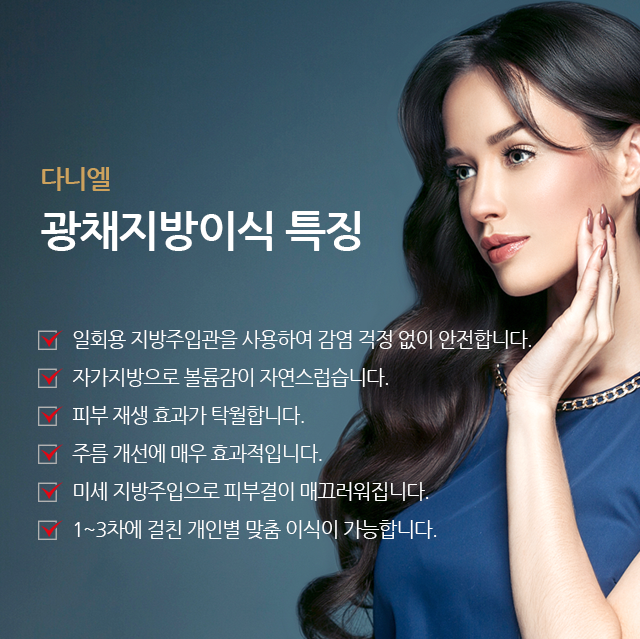 다니엘
광채지방이식 특징
일회용 지방주입관을 사용하여 감염 걱정 없이 안전합니다.
자가지방으로 볼륨감이 자연스럽습니다.
피부 재생 효과가 탁월합니다.
주름 개선에 매우 효과적입니다.
미세 지방주입으로 피부결이 매끄러워집니다.
1~3차에 걸친 개인별 맞춤 이식이 가능합니다.